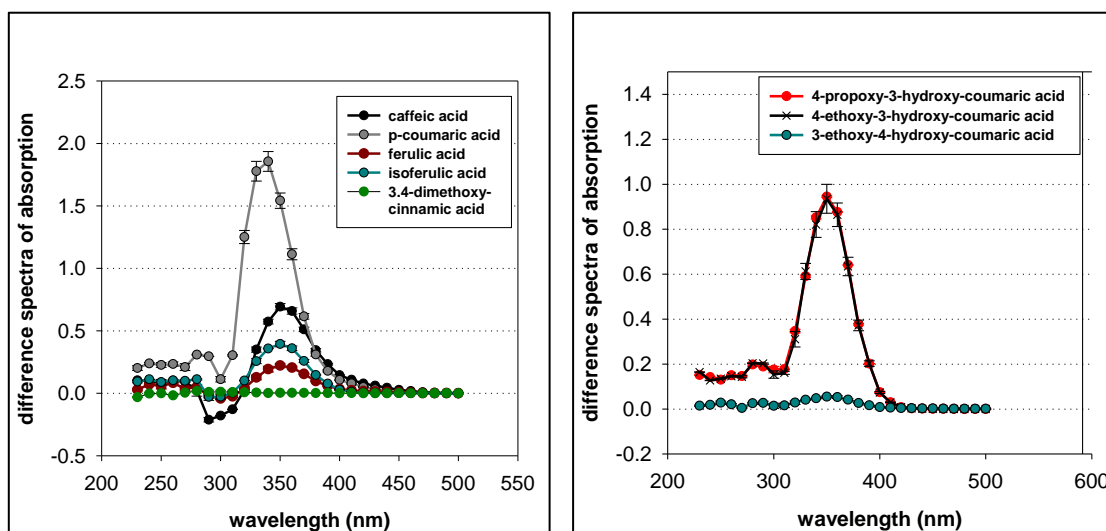 difference spectra of absorption
2.5
2.0
1.5
1.0
0.5
0.0
-0.5
caffeic acid
p-coumaric acid
ferulic acid
isoferulic acid
3.4-dimethoxy-
cinnamic acid
200 250 300 350 400 450 500 550
wavelength (nm)
difference spectra of absorption
1.4
1.2
1.0
0.8
0.6
0.4
0.2
0.0
-0.2
4-propoxy-3-hydroxy-coumaric acid
4-ethoxy-3-hydroxy-coumaric acid
3-ethoxy-4-hydroxy-coumaric acid
200 300 400 500 600
wavelength (nm)